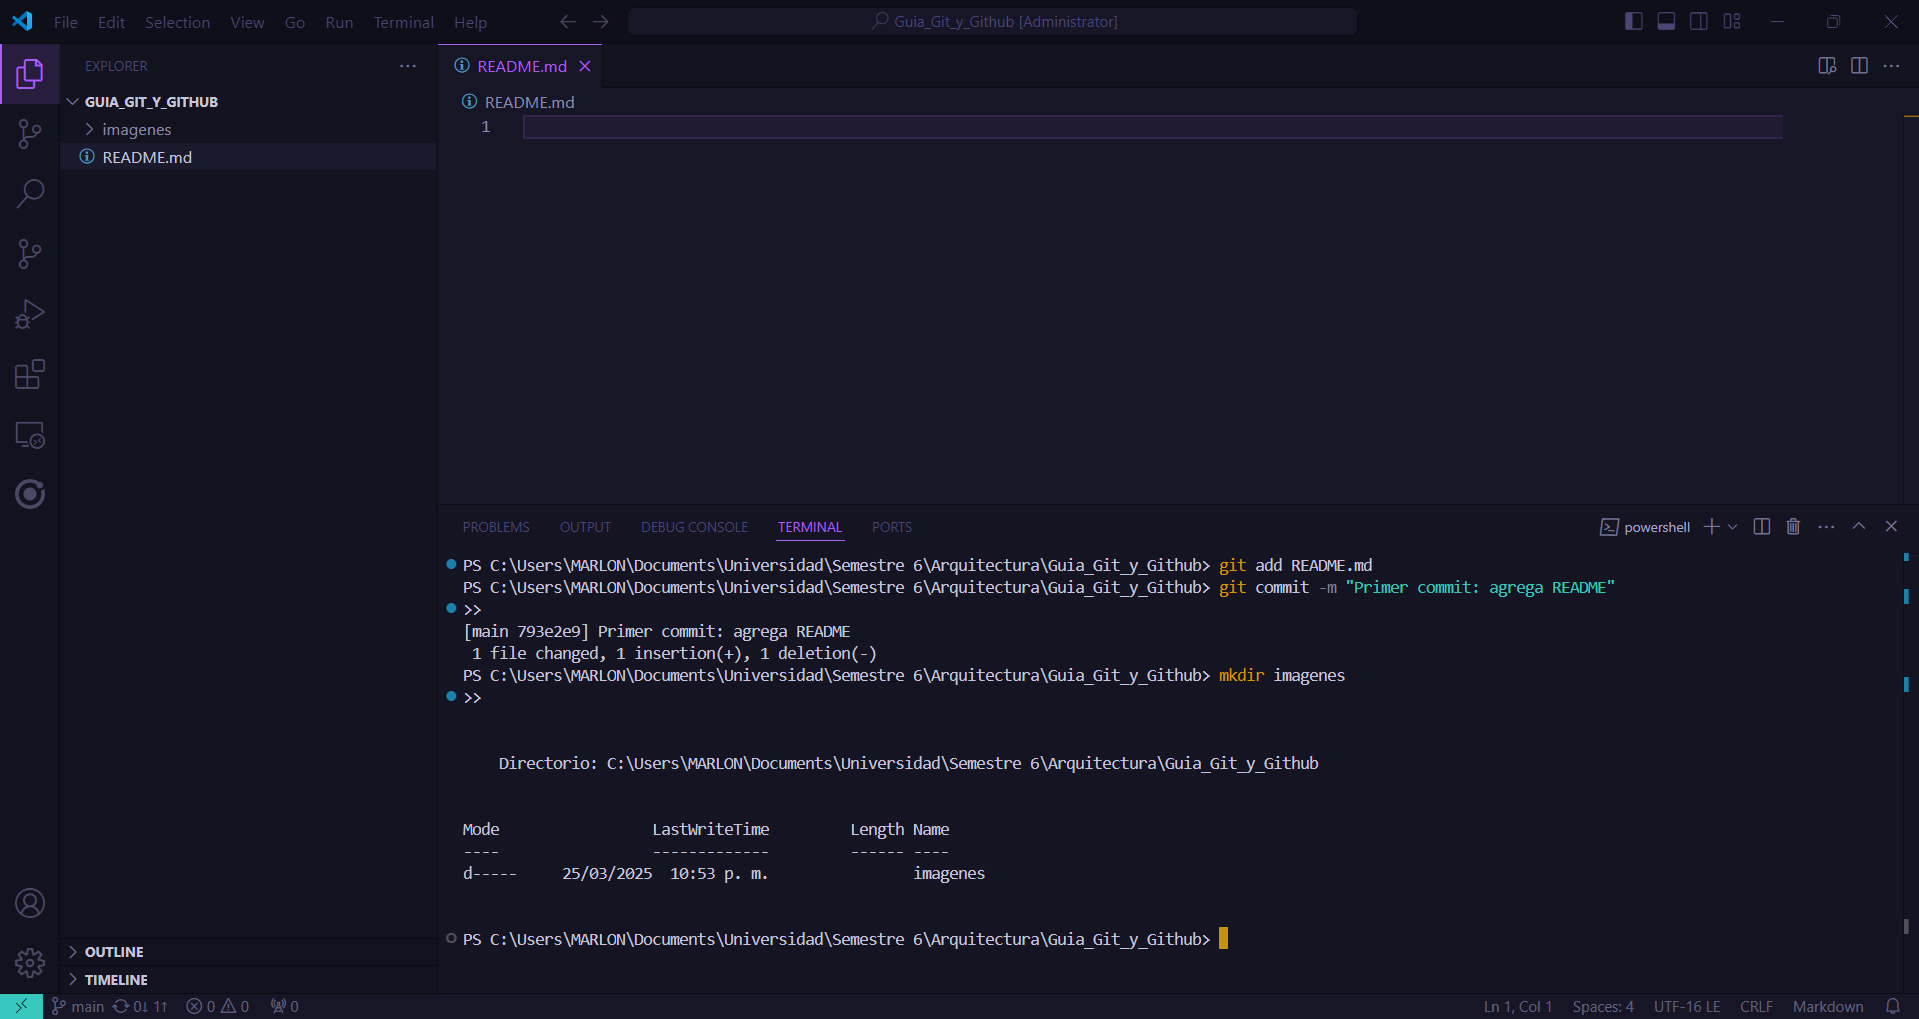 File Edit Selection View Go Run Terminal Help
Guia_Git_y_Github [Administrator]
EXPLORER
GUIA_GIT_Y_GITHUB
imagenes
README.md
README.md
README.md
1
PROBLEMS OUTPUT DEBUG CONSOLE TERMINAL PORTS
powershell
PS C:\Users\MARLON\Documents\Universidad\Semestre 6\Arquitectura\Guia_Git_y_Github> git add README.md
PS C:\Users\MARLON\Documents\Universidad\Semestre 6\Arquitectura\Guia_Git_y_Github> git commit -m "Primer commit: agrega README"
>>
[main 793e2e9] Primer commit: agrega README
1 file changed, 1 insertion(+), 1 deletion(-)
PS C:\Users\MARLON\Documents\Universidad\Semestre 6\Arquitectura\Guia_Git_y_Github> mkdir imagenes
>>
Directorio: C:\Users\MARLON\Documents\Universidad\Semestre 6\Arquitectura\Guia_Git_y_Github
Mode LastWriteTime Length Name
---- ------------- ------ ----
d----- 25/03/2025 10:53 p. m. imagenes
PS C:\Users\MARLON\Documents\Universidad\Semestre 6\Arquitectura\Guia_Git_y_Github>
OUTLINE
TIMELINE
main 0↓ 1↑ 0 0 0
Ln 1, Col 1 Spaces: 4 UTF-16 LE CRLF Markdown